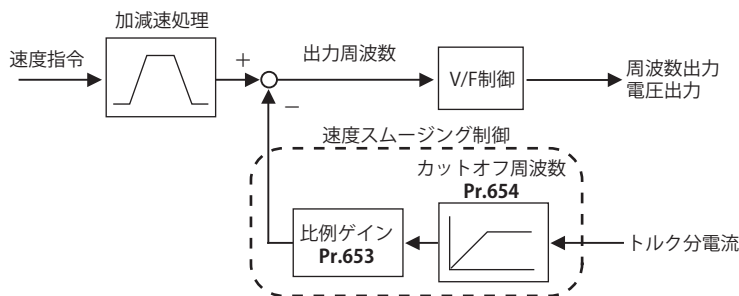 加減速処理
速度指令
+
出力周波数
V/F制御
周波数出力
電圧出力
−
速度スムージング制御
カットオフ周波数
Pr.654
比例ゲイン
Pr.653
トルク分電流